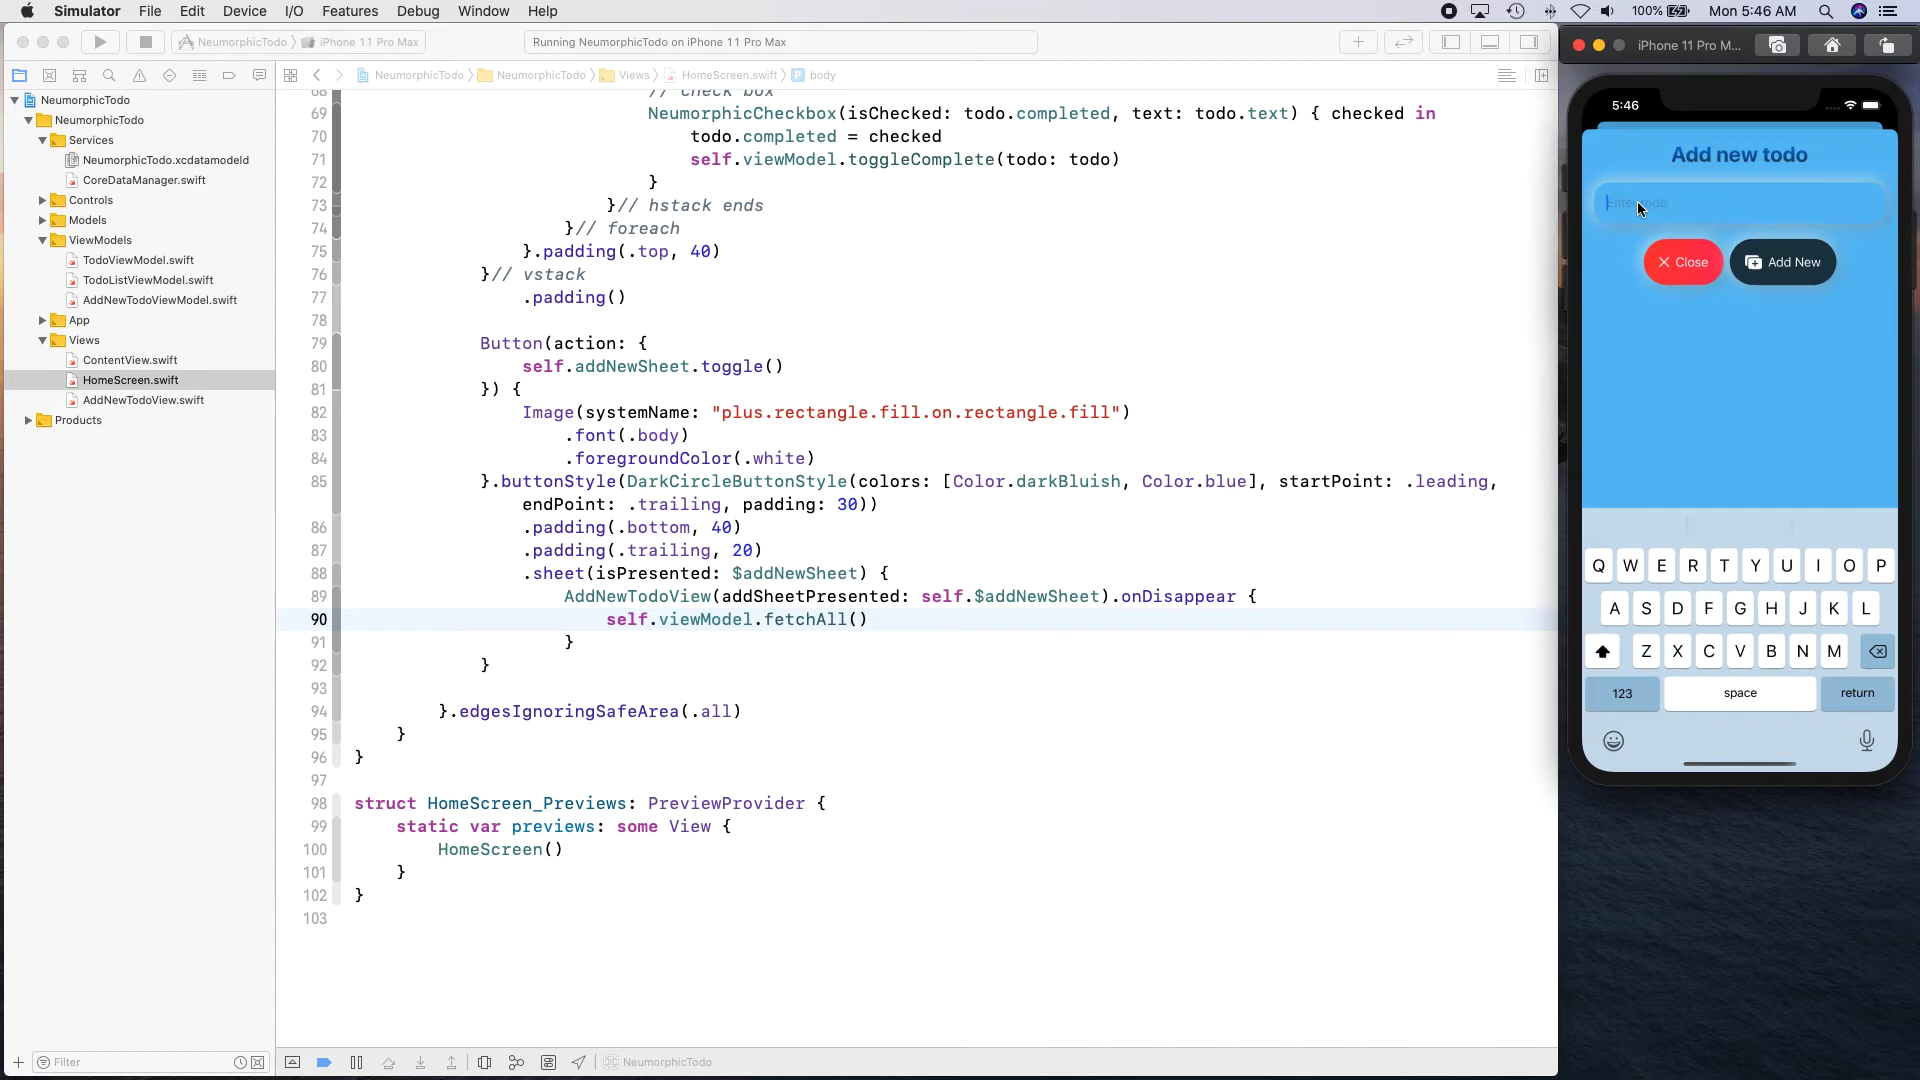 Simulator File Edit Device I/O Features Debug Window Help 100% Mon 5:46 AM
NeumorphicTodo iPhone 11 Pro Max Running NeumorphicTodo on iPhone 11 Pro Max
iPhone 11 Pro M...
NeumorphicTodo NeumorphicTodo Views HomeScreen.swift body
NeumorphicTodo
NeumorphicTodo
Services
NeumorphicTodo.xcdatamodeld
CoreDataManager.swift
Controls
Models
ViewModels
TodoViewModel.swift
TodoListViewModel.swift
AddNewTodoViewModel.swift
App
Views
ContentView.swift
HomeScreen.swift
AddNewTodoView.swift
Products
Filter
68 // check box
69 NeumorphicCheckbox(isChecked: todo.completed, text: todo.text) { checked in
70 todo.completed = checked
71 self.viewModel.toggleComplete(todo: todo)
72 }
73 }// hstack ends
74 }// foreach
75 }.padding(.top, 40)
76 }// vstack
77 .padding()
78
79 Button(action: {
80 self.addNewSheet.toggle()
81 }) {
82 Image(systemName: "plus.rectangle.fill.on.rectangle.fill")
83 .font(.body)
84 .foregroundColor(.white)
85 }.buttonStyle(DarkCircleButtonStyle(colors: [Color.darkBluish, Color.blue], startPoint: .leading,
endPoint: .trailing, padding: 30))
86 .padding(.bottom, 40)
87 .padding(.trailing, 20)
88 .sheet(isPresented: $addNewSheet) {
89 AddNewTodoView(addSheetPresented: self.$addNewSheet).onDisappear {
90 self.viewModel.fetchAll()
91 }
92 }
93
94 }.edgesIgnoringSafeArea(.all)
95 }
96 }
97
98 struct HomeScreen_Previews: PreviewProvider {
99 static var previews: some View {
100 HomeScreen()
101 }
102 }
103
NeumorphicTodo
5:46
Add new todo
Close Add New
Q W E R T Y U I O P
A S D F G H J K L
Z X C V B N M
123 space return